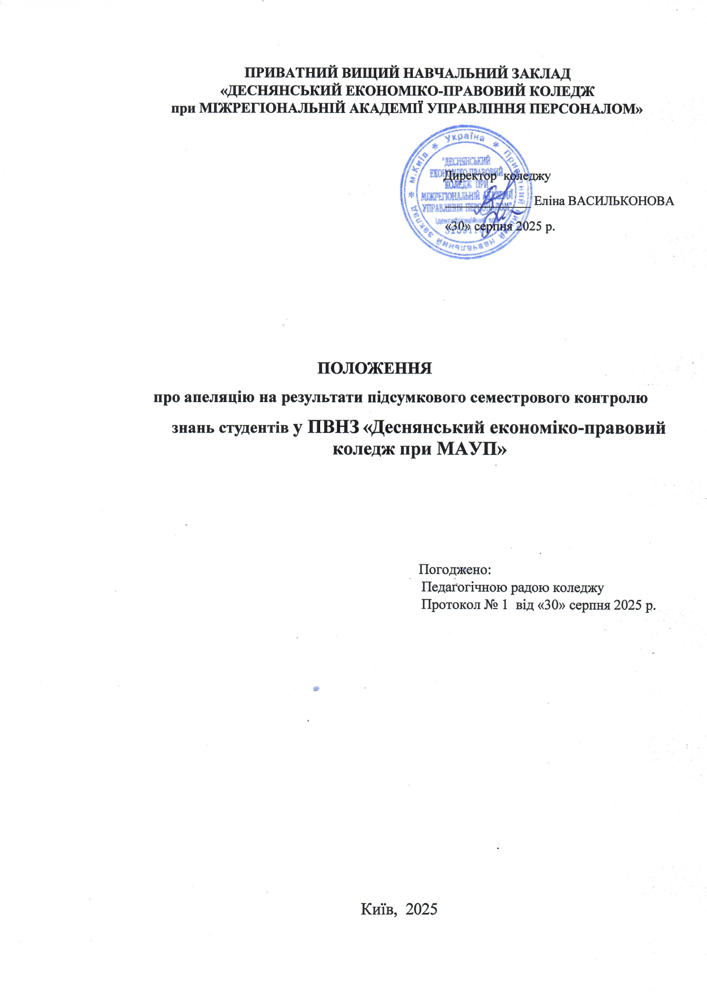 ПРИВАТНИЙ ВИЩИЙ НАВЧАЛЬНИЙ ЗАКЛАД
«ДЕСНЯНСЬКИЙ ЕКОНОМІКО-ПРАВОВИЙ КОЛЕДЖ
при МІЖРЕГІОНАЛЬНІЙ АКАДЕМІЇ УПРАВЛІННЯ ПЕРСОНАЛОМ»
м.Київ * Україна * Приватний вищий навчальний заклад *
"ДЕСНЯНСЬКИЙ
ЕКОНОМІКО-ПРАВОВИЙ
КОЛЕДЖ ПРИ
МІЖРЕГІОНАЛЬНІЙ АКАДЕМІЇ
УПРАВЛІННЯ ПЕРСОНАЛОМ"
Ідентифікаційний код
Директор коледжу
Еліна ВАСИЛЬКОНОВА
«30» серпня 2025 р.
ПОЛОЖЕННЯ
про апеляцію на результати підсумкового семестрового контролю
знань студентів у ПВНЗ «Деснянський економіко-правовий
коледж при МАУП»
Погоджено:
Педагогічною радою коледжу
Протокол № 1 від «30» серпня 2025 р.
Київ, 2025